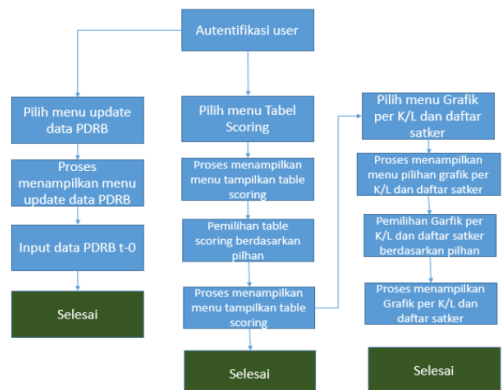 Autentifikasi user
Pilih menu update
data PDRB
Proses
menampilkan menu
update data PDRB
Input data PDRB t-0
Selesai
Pilih menu Tabel
Scoring
Proses menampilkan
menu tampilkan table
scoring
Pemilihan table
scoring berdasarkan
pilhan
Proses menampilkan
menu tampilkan table
scoring
Selesai
Pilih menu Grafik
per K/L dan daftar
satker
Proses menampilkan
menu pilihan grafik per
K/L dan daftar satker
Pemilihan Garfik per
K/L dan daftar satker
berdasarkan pilhan
Proses menampilkan
Grafik per K/L dan
daftar satker
Selesai